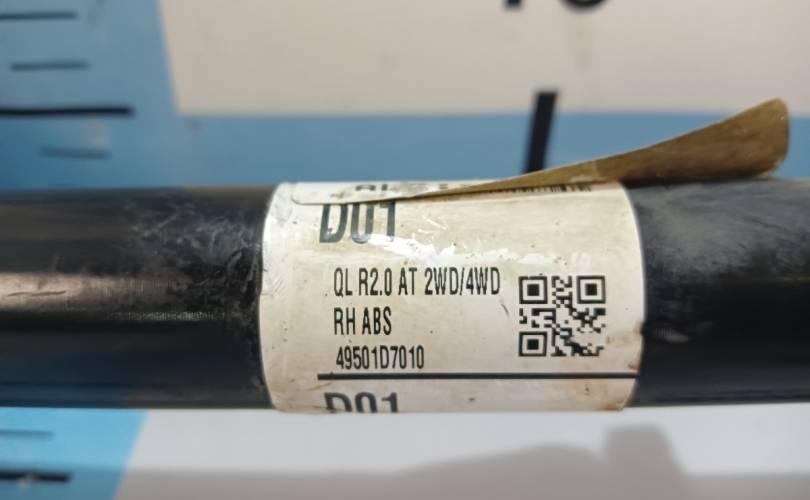 D01
QL R2.0 AT 2WD/4WD
RH ABS
49501D7010
D01